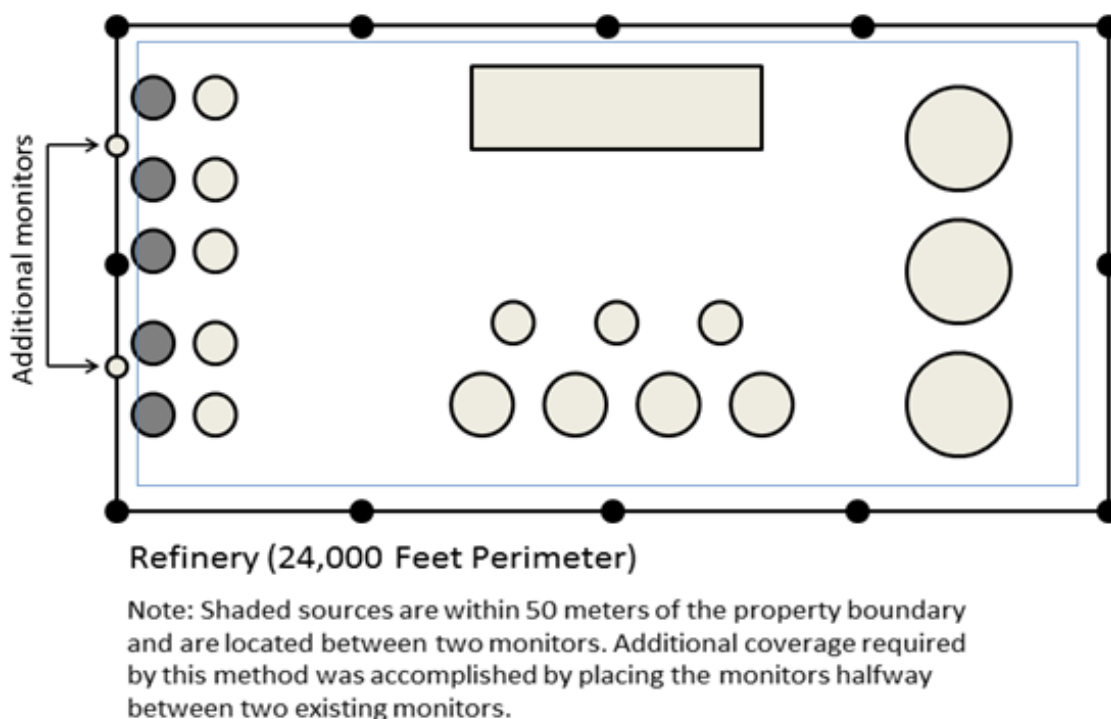 Additional monitors
Refinery (24,000 Feet Perimeter)
Note: Shaded sources are within 50 meters of the property boundary
and are located between two monitors. Additional coverage required
by this method was accomplished by placing the monitors halfway
between two existing monitors.